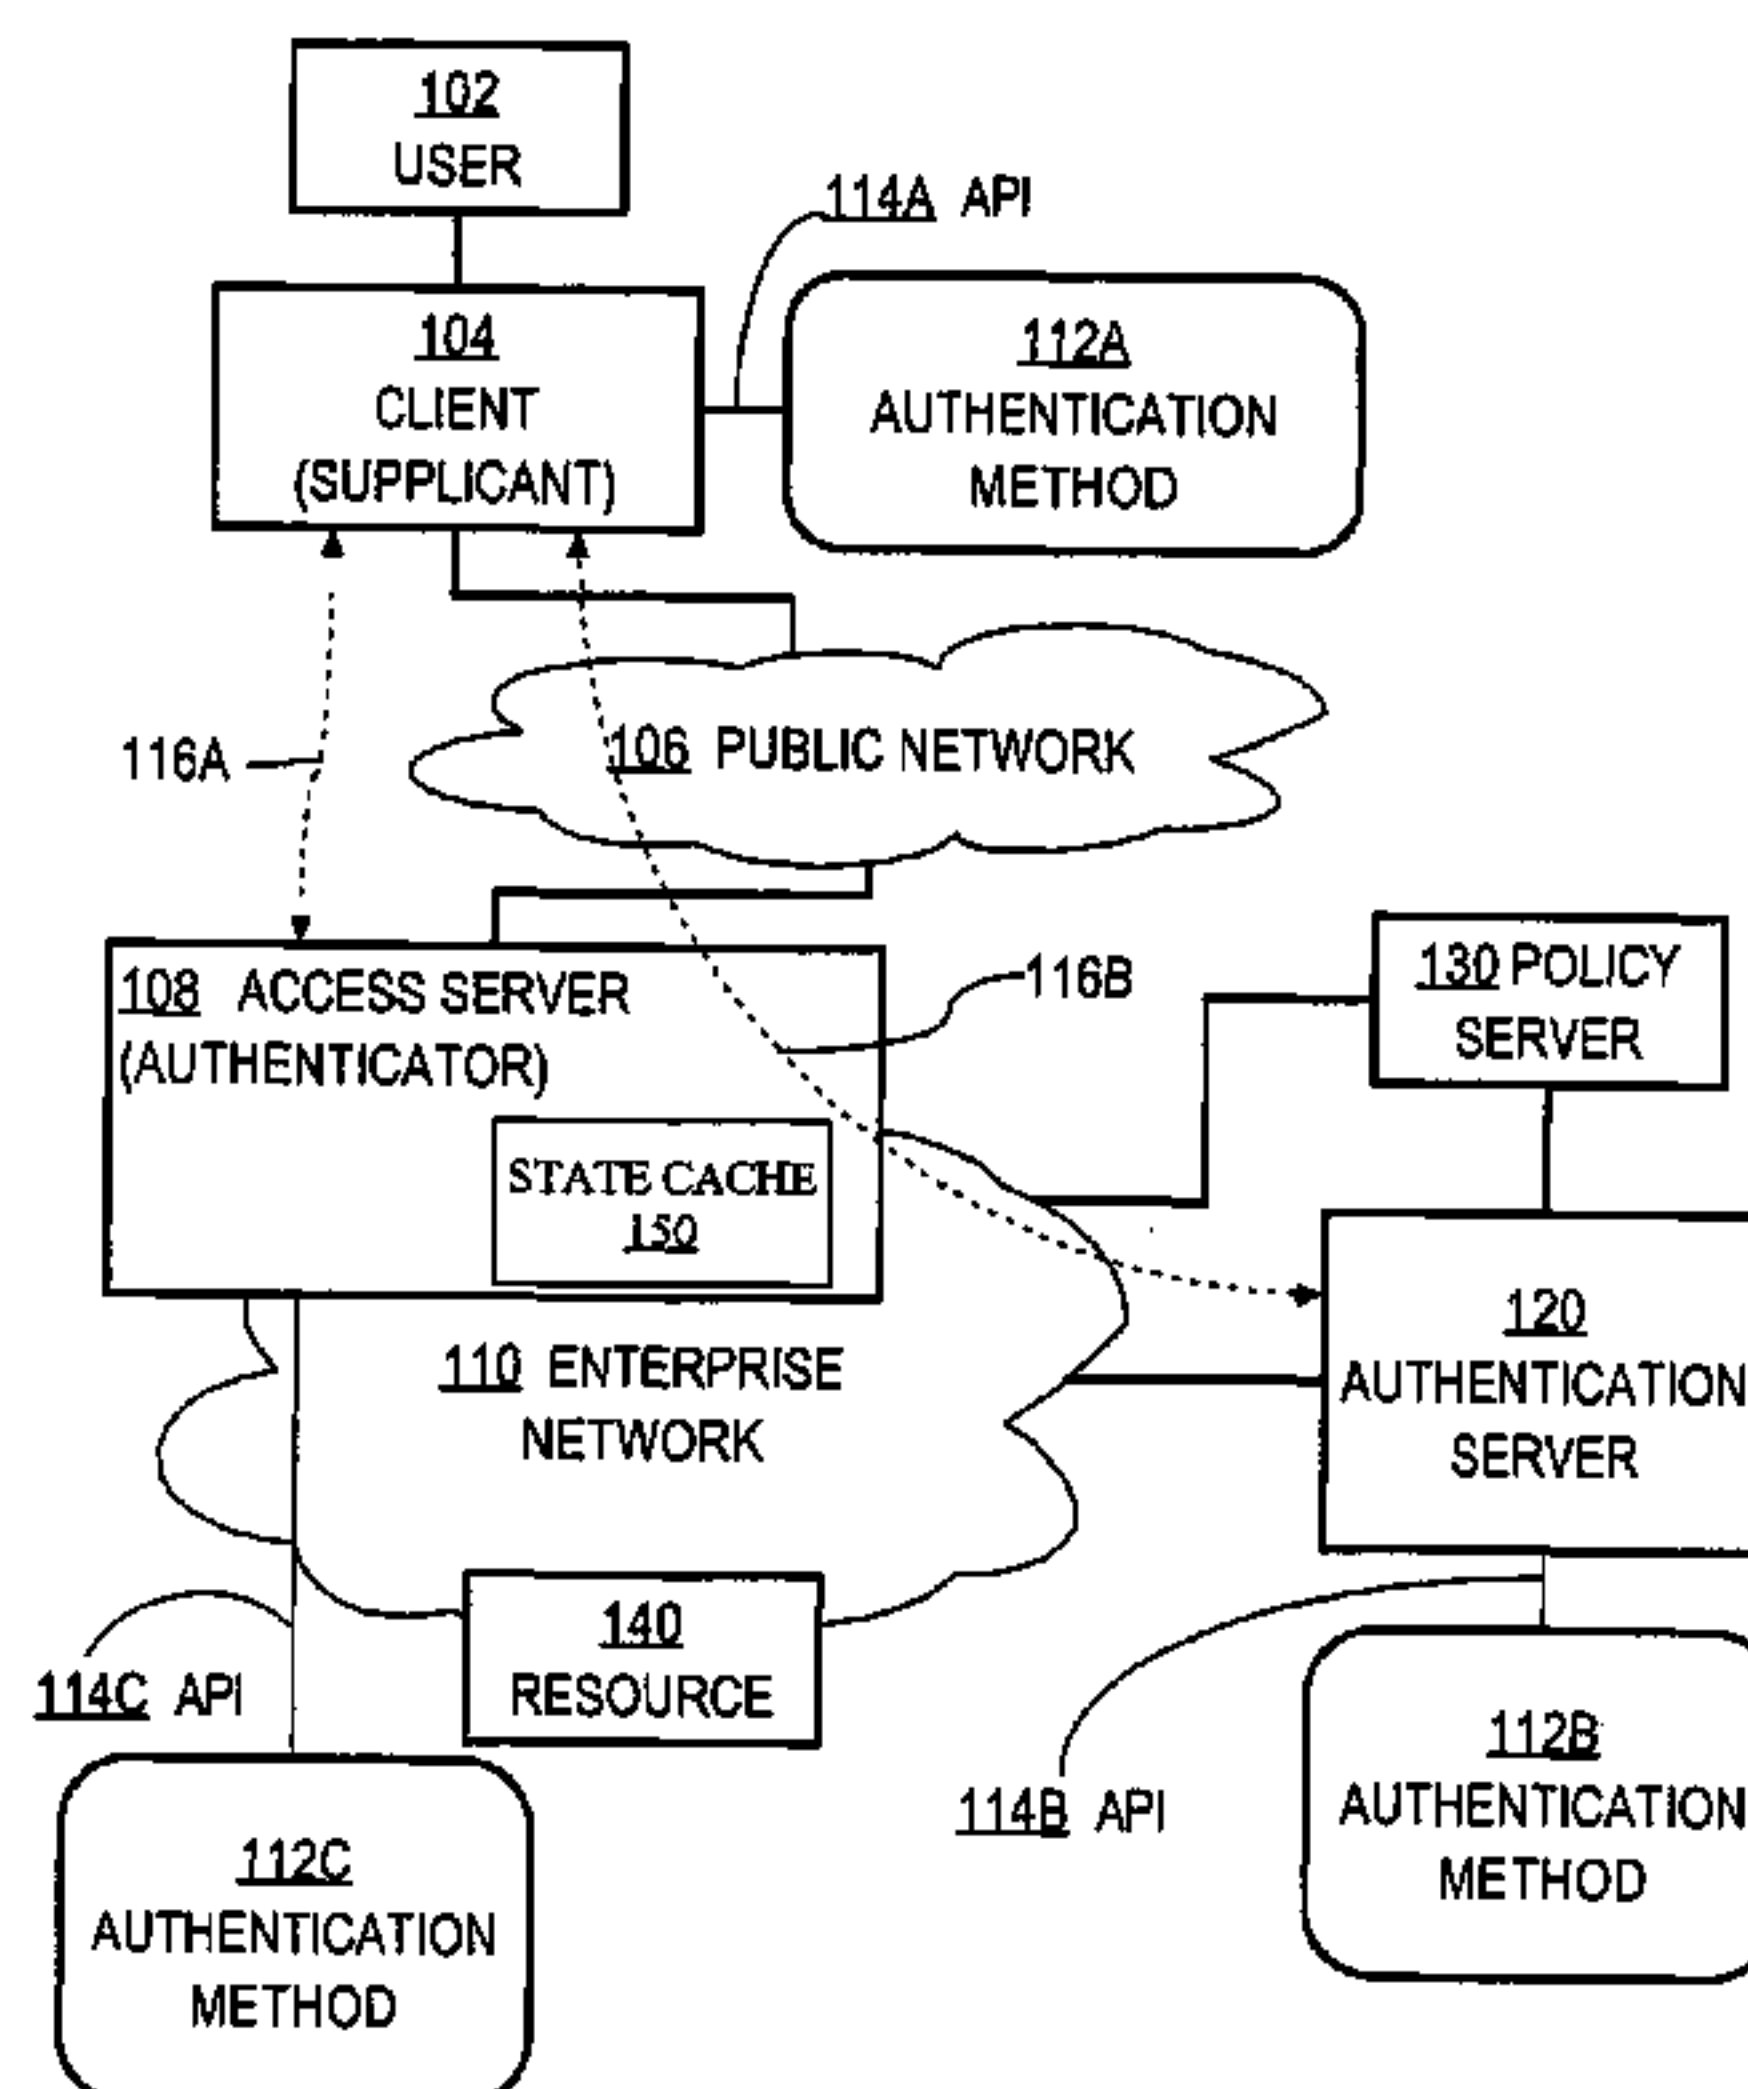 102
USER
114A API
104
CLIENT
(SUPPLICANT)
112A
AUTHENTICATION
METHOD
116A
106 PUBLIC NETWORK
108 ACCESS SERVER
(AUTHENTICATOR)
116B
130 POLICY
SERVER
STATE CACHE
150
120
AUTHENTICATION
SERVER
110 ENTERPRISE
NETWORK
140
RESOURCE
114C API
112B
AUTHENTICATION
METHOD
114B API
112C
AUTHENTICATION
METHOD